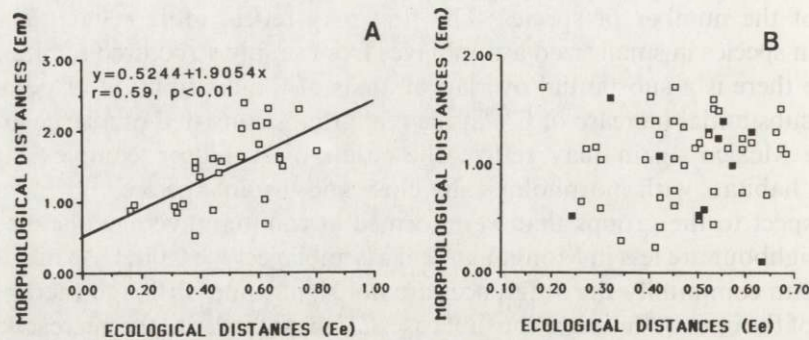 A
MORPHOLOGICAL DISTANCES (Em)
3.00
2.00
1.00
0.00
y=0.5244+1.9054x
r=0.59, p<0.01
0.00 0.20 0.40 0.60 0.80 1.00
ECOLOGICAL DISTANCES (Ee)
B
MORPHOLOGICAL DISTANCES (Em)
2.00
1.00
0.00
0.10 0.20 0.30 0.40 0.50 0.60 0.70
ECOLOGICAL DISTANCES (Ee)